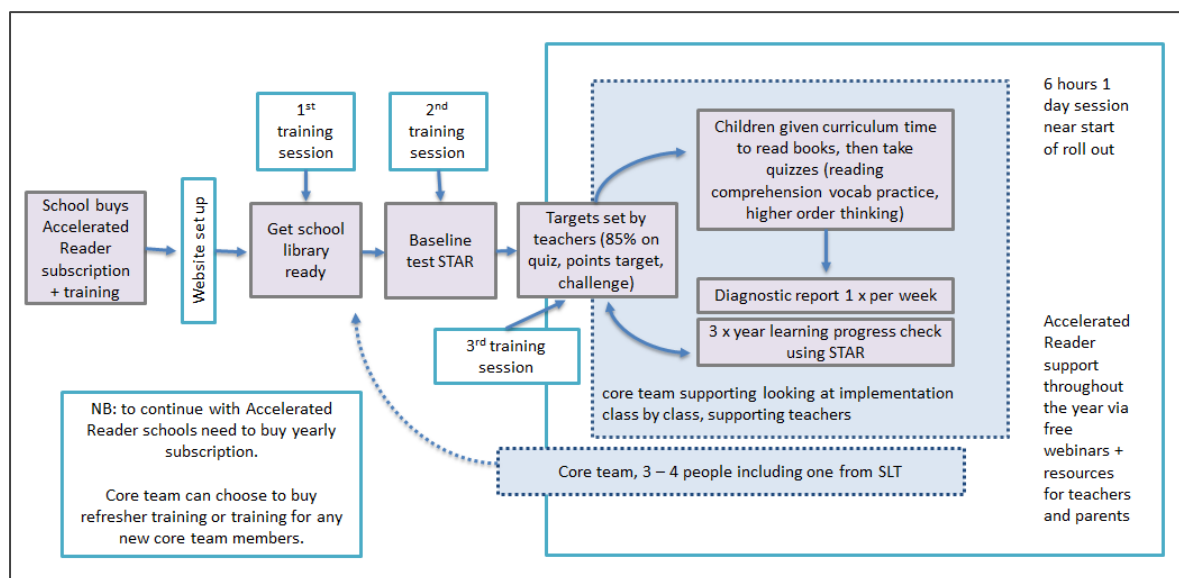 School buys
Accelerated
Reader
subscription
+ training
Website set up
1st
training
session
Get school
library
ready
2nd
training
session
Baseline
test STAR
Targets set by
teachers (85% on
quiz, points target,
challenge)
3rd training
session
Children given curriculum time
to read books, then take
quizzes (reading
comprehension vocab practice,
higher order thinking)
Diagnostic report 1 x per week
3 x year learning progress check
using STAR
core team supporting looking at implementation
class by class, supporting teachers
Core team, 3 – 4 people including one from SLT
6 hours 1
day session
near start
of roll out
Accelerated
Reader
support
throughout
the year via
free
webinars +
resources
for teachers
and parents
NB: to continue with Accelerated
Reader schools need to buy yearly
subscription.
Core team can choose to buy
refresher training or training for any
new core team members.